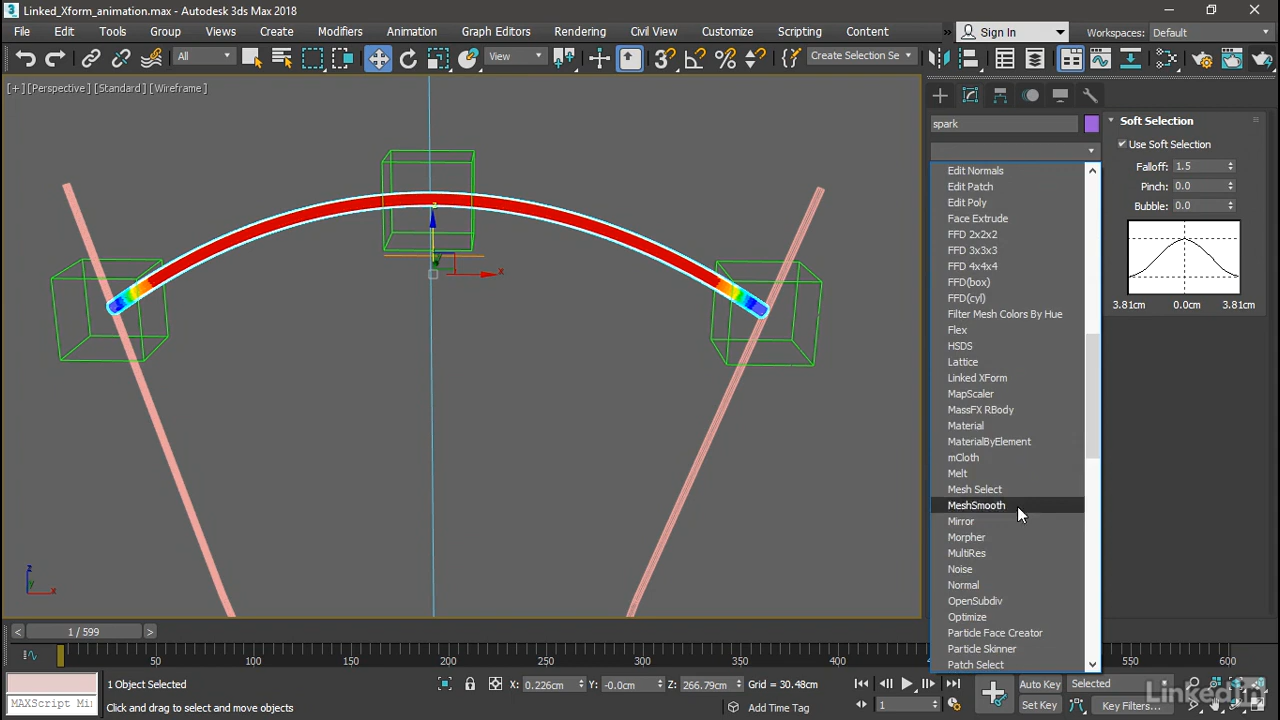 Linked_Xform_animation.max - Autodesk 3ds Max 2018
File Edit Tools Group Views Create Modifiers Animation Graph Editors Rendering Civil View Customize Scripting Content » Sign In Workspaces: Default
All View Create Selection Se
[+] [Perspective] [Standard] [Wireframe]
spark
Soft Selection
Use Soft Selection
Falloff: 1.5
Pinch: 0.0
Bubble: 0.0
3.81cm 0.0cm 3.81cm
Edit Normals
Edit Patch
Edit Poly
Face Extrude
FFD 2x2x2
FFD 3x3x3
FFD 4x4x4
FFD(box)
FFD(cyl)
Filter Mesh Colors By Hue
Flex
HSDS
Lattice
Linked XForm
MapScaler
MassFX RBody
Material
MaterialByElement
mCloth
Melt
Mesh Select
MeshSmooth
Mirror
Morpher
MultiRes
Noise
Normal
OpenSubdiv
Optimize
Particle Face Creator
Particle Skinner
Patch Select
z
x
z
y
x
< 1 / 599 >
50 100 150 200 250 300 350 400 450 550 600
1 Object Selected X: 0.226cm Y: -0.0cm Z: 266.79cm Grid = 30.48cm Auto Key Selected
MAXScript Mi Click and drag to select and move objects Add Time Tag 1 Set Key Key Filters...
LinkedIn